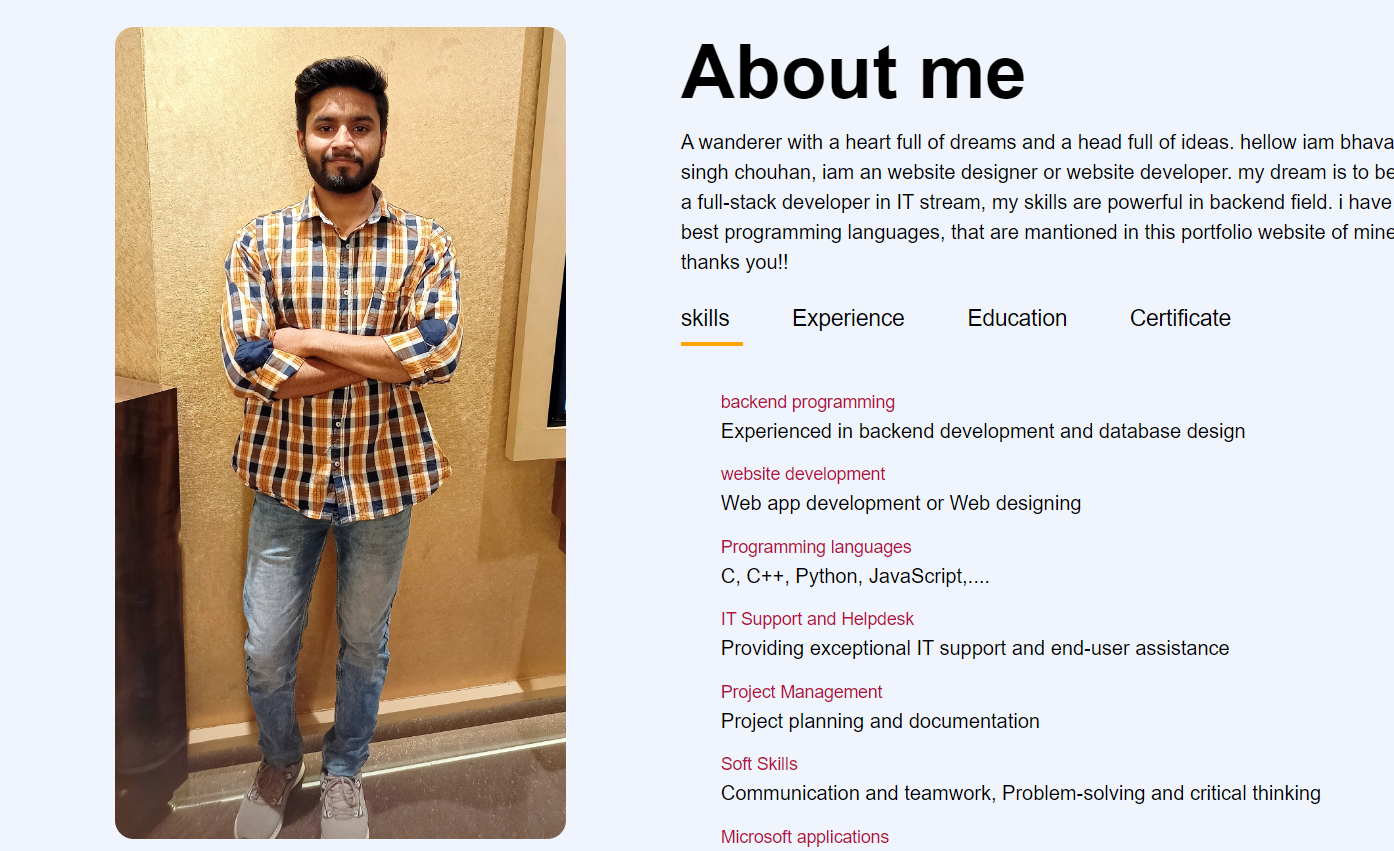 About me
A wanderer with a heart full of dreams and a head full of ideas. hellow iam bhava
singh chouhan, iam an website designer or website developer. my dream is to be
a full-stack developer in IT stream, my skills are powerful in backend field. i have
best programming languages, that are mantioned in this portfolio website of mine
thanks you!!
skills Experience Education Certificate
backend programming
Experienced in backend development and database design
website development
Web app development or Web designing
Programming languages
C, C++, Python, JavaScript,....
IT Support and Helpdesk
Providing exceptional IT support and end-user assistance
Project Management
Project planning and documentation
Soft Skills
Communication and teamwork, Problem-solving and critical thinking
Microsoft applications